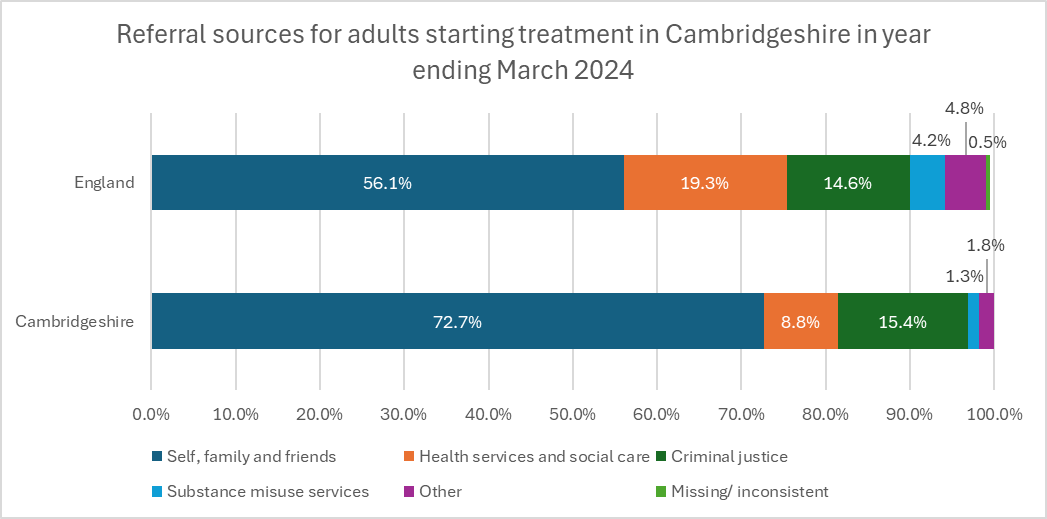 Referral sources for adults starting treatment in Cambridgeshire in year
ending March 2024
4.8%
4.2%
0.5%
England
56.1%
19.3%
14.6%
1.8%
1.3%
Cambridgeshire
72.7%
8.8%
15.4%
0.0%
10.0%
20.0%
30.0%
40.0%
50.0%
60.0%
70.0%
80.0%
90.0%
100.0%
Self, family and friends
Health services and social care
Criminal justice
Substance misuse services
Other
Missing/ inconsistent